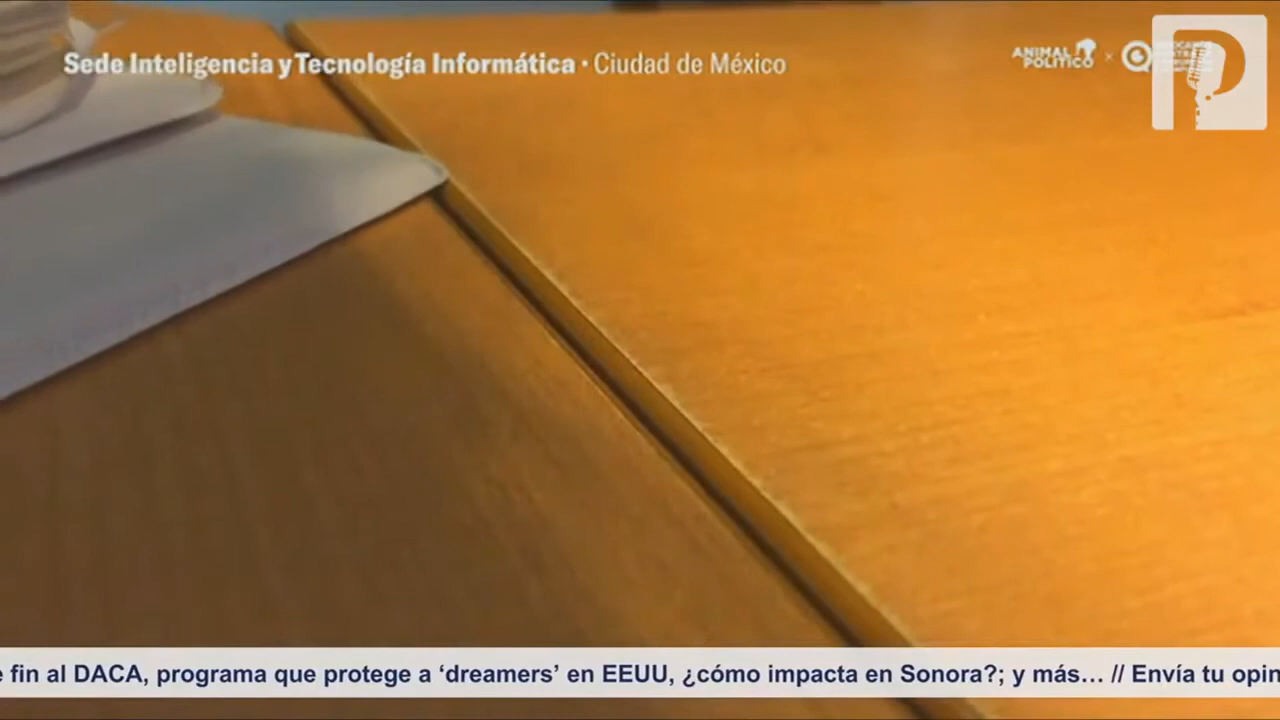 Sede Inteligencia y Tecnología Informática · Ciudad de México
ANIMAL
POLÍTICO ×
fin al DACA, programa que protege a ‘dreamers’ en EEUU, ¿cómo impacta en Sonora?; y más... // Envía tu